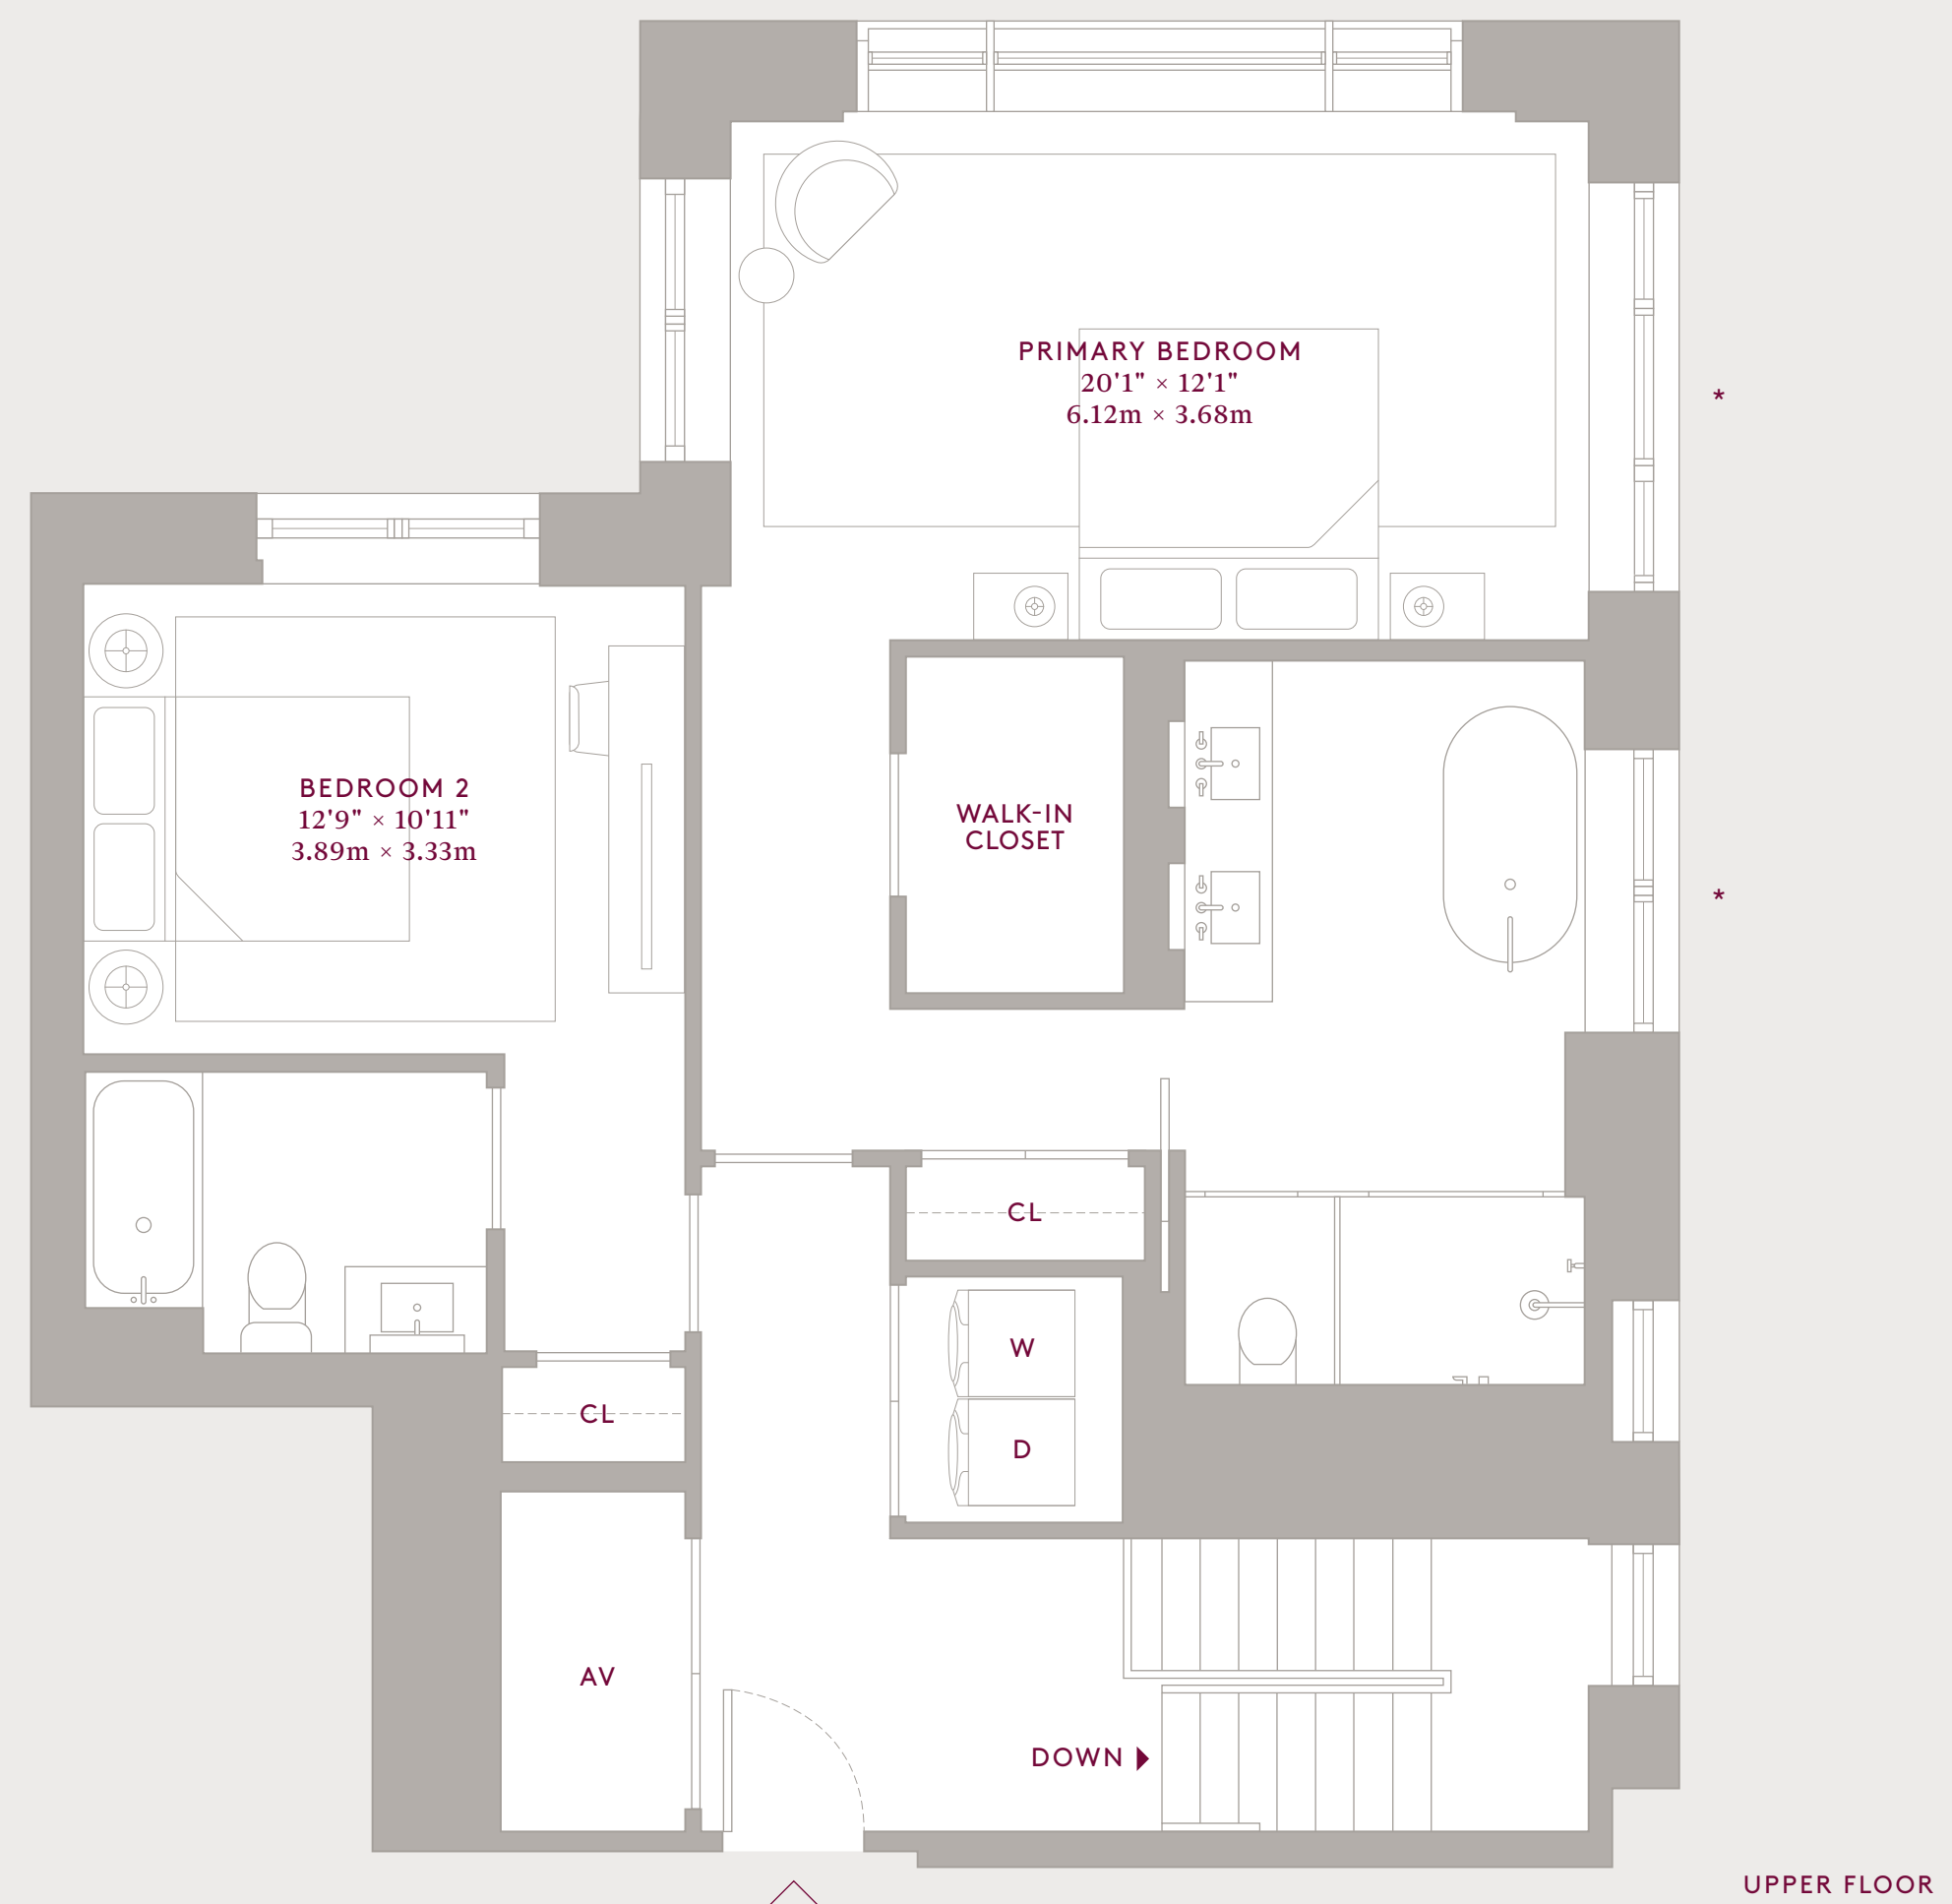 PRIMARY BEDROOM
20'1" × 12'1"
6.12m × 3.68m
*
BEDROOM 2
12'9" × 10'11"
3.89m × 3.33m
WALK-IN
CLOSET
*
CL
W
CL
D
AV
DOWN
UPPER FLOOR